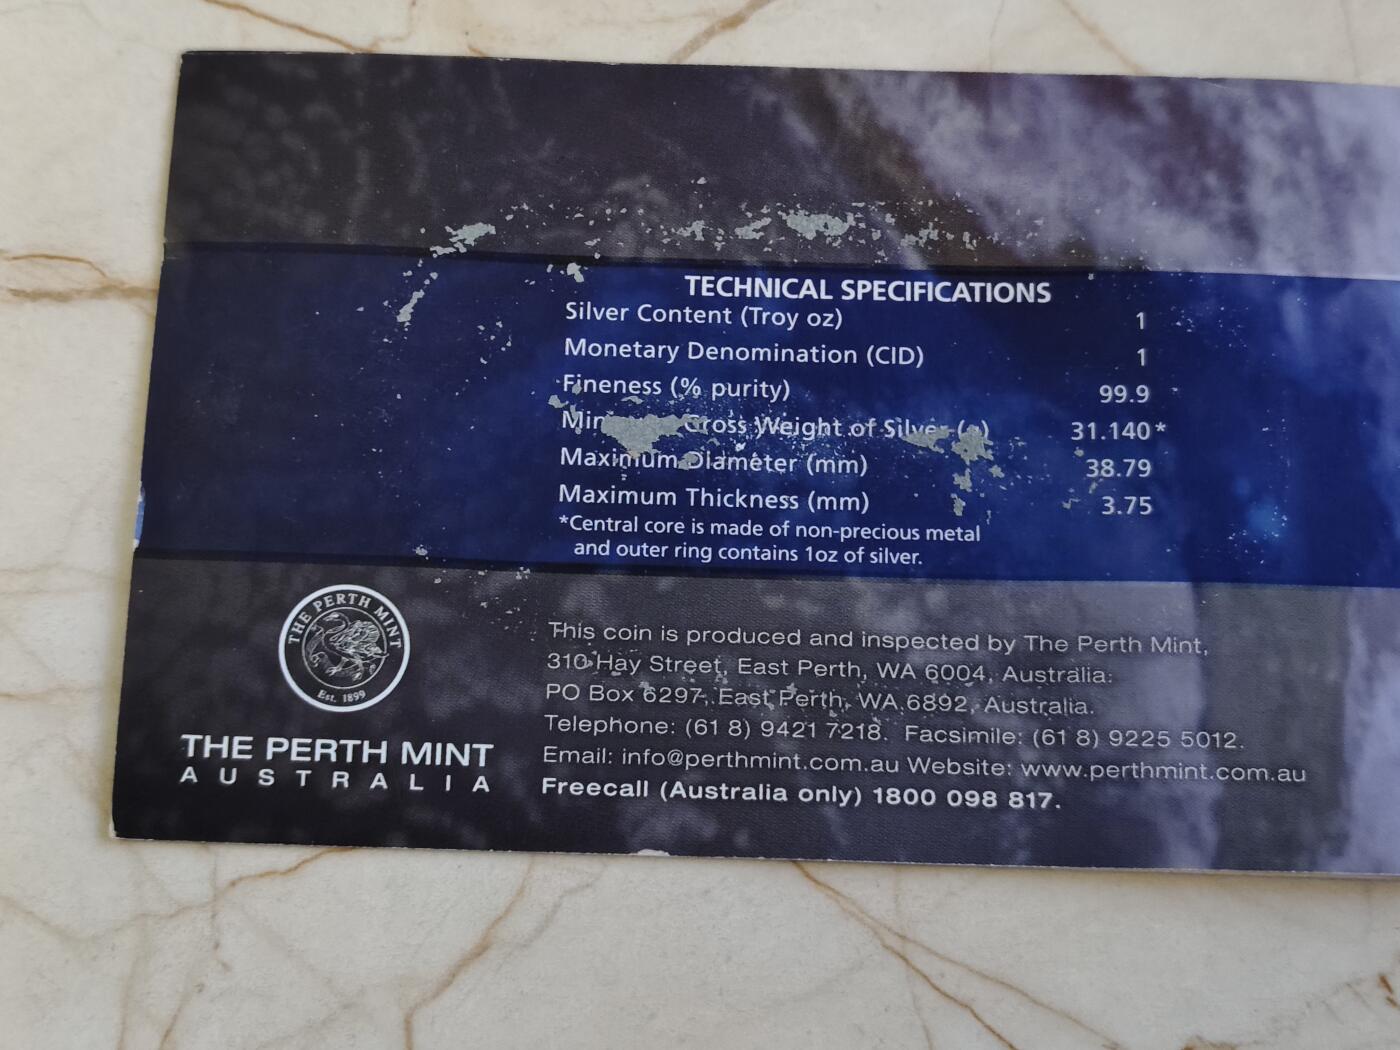 TECHNICAL SPECIFICATIONS
Silver Content (Troy oz) 1
Monetary Denomination (CID) 1
Fineness (% purity) 99.9
Gross Weight of Silver (g) 31.140*
Maximum Diameter (mm) 38.79
Maximum Thickness (mm) 3.75
*Central core is made of non-precious metal
and outer ring contains 1oz of silver.
THE PERTH MINT
Est. 1899
THE PERTH MINT
AUSTRALIA
This coin is produced and inspected by The Perth Mint,
310 Hay Street, East Perth, WA 6004, Australia.
PO Box 6297, East Perth, WA 6892, Australia.
Telephone: (61 8) 9421 7218. Facsimile: (61 8) 9225 5012.
Email: info@perthmint.com.au Website: www.perthmint.com.au
Freecall (Australia only) 1800 098 817.